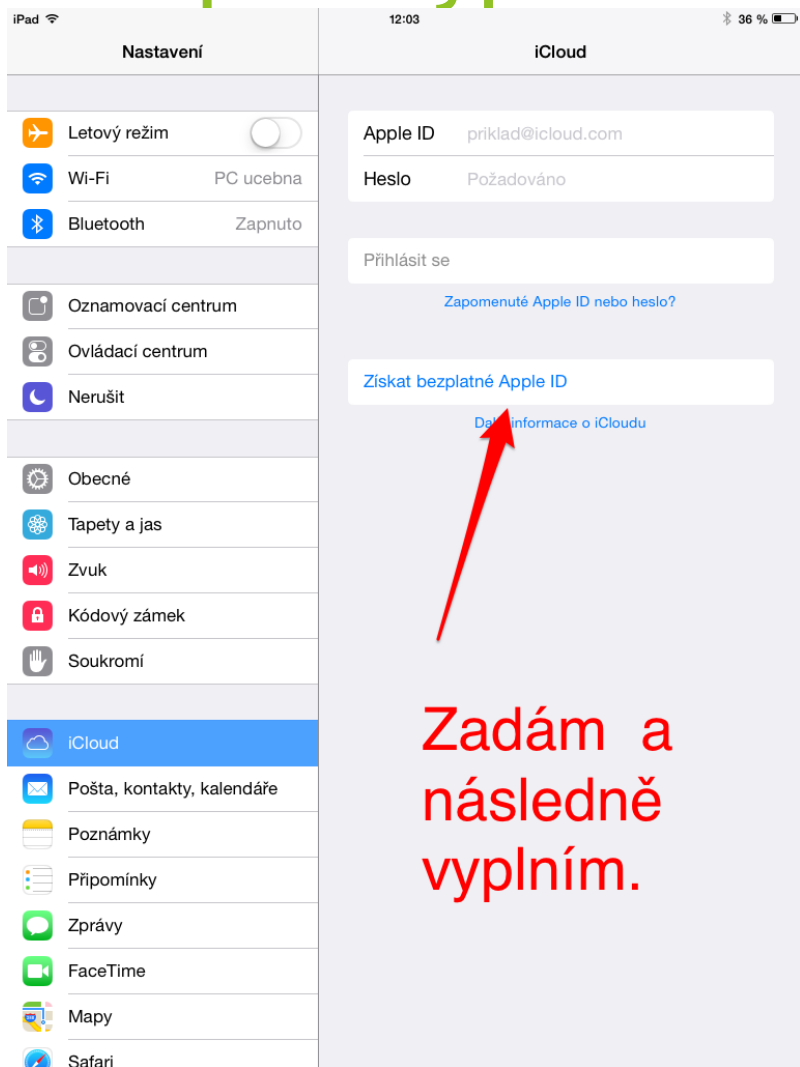 iPad
12:03
36 %
Nastavení
iCloud
Letový režim
Wi-Fi
PC ucebna
Bluetooth
Zapnuto
Oznamovací centrum
Ovládací centrum
Nerušit
Obecné
Tapety a jas
Zvuk
Kódový zámek
Soukromí
iCloud
Pošta, kontakty, kalendáře
Poznámky
Připomínky
Zprávy
FaceTime
Mapy
Safari
Apple ID
priklad@icloud.com
Heslo
Požadováno
Přihlásit se
Zapomenuté Apple ID nebo heslo?
Získat bezplatné Apple ID
informace o iCloudu
Zadám a
následně
vyplním.